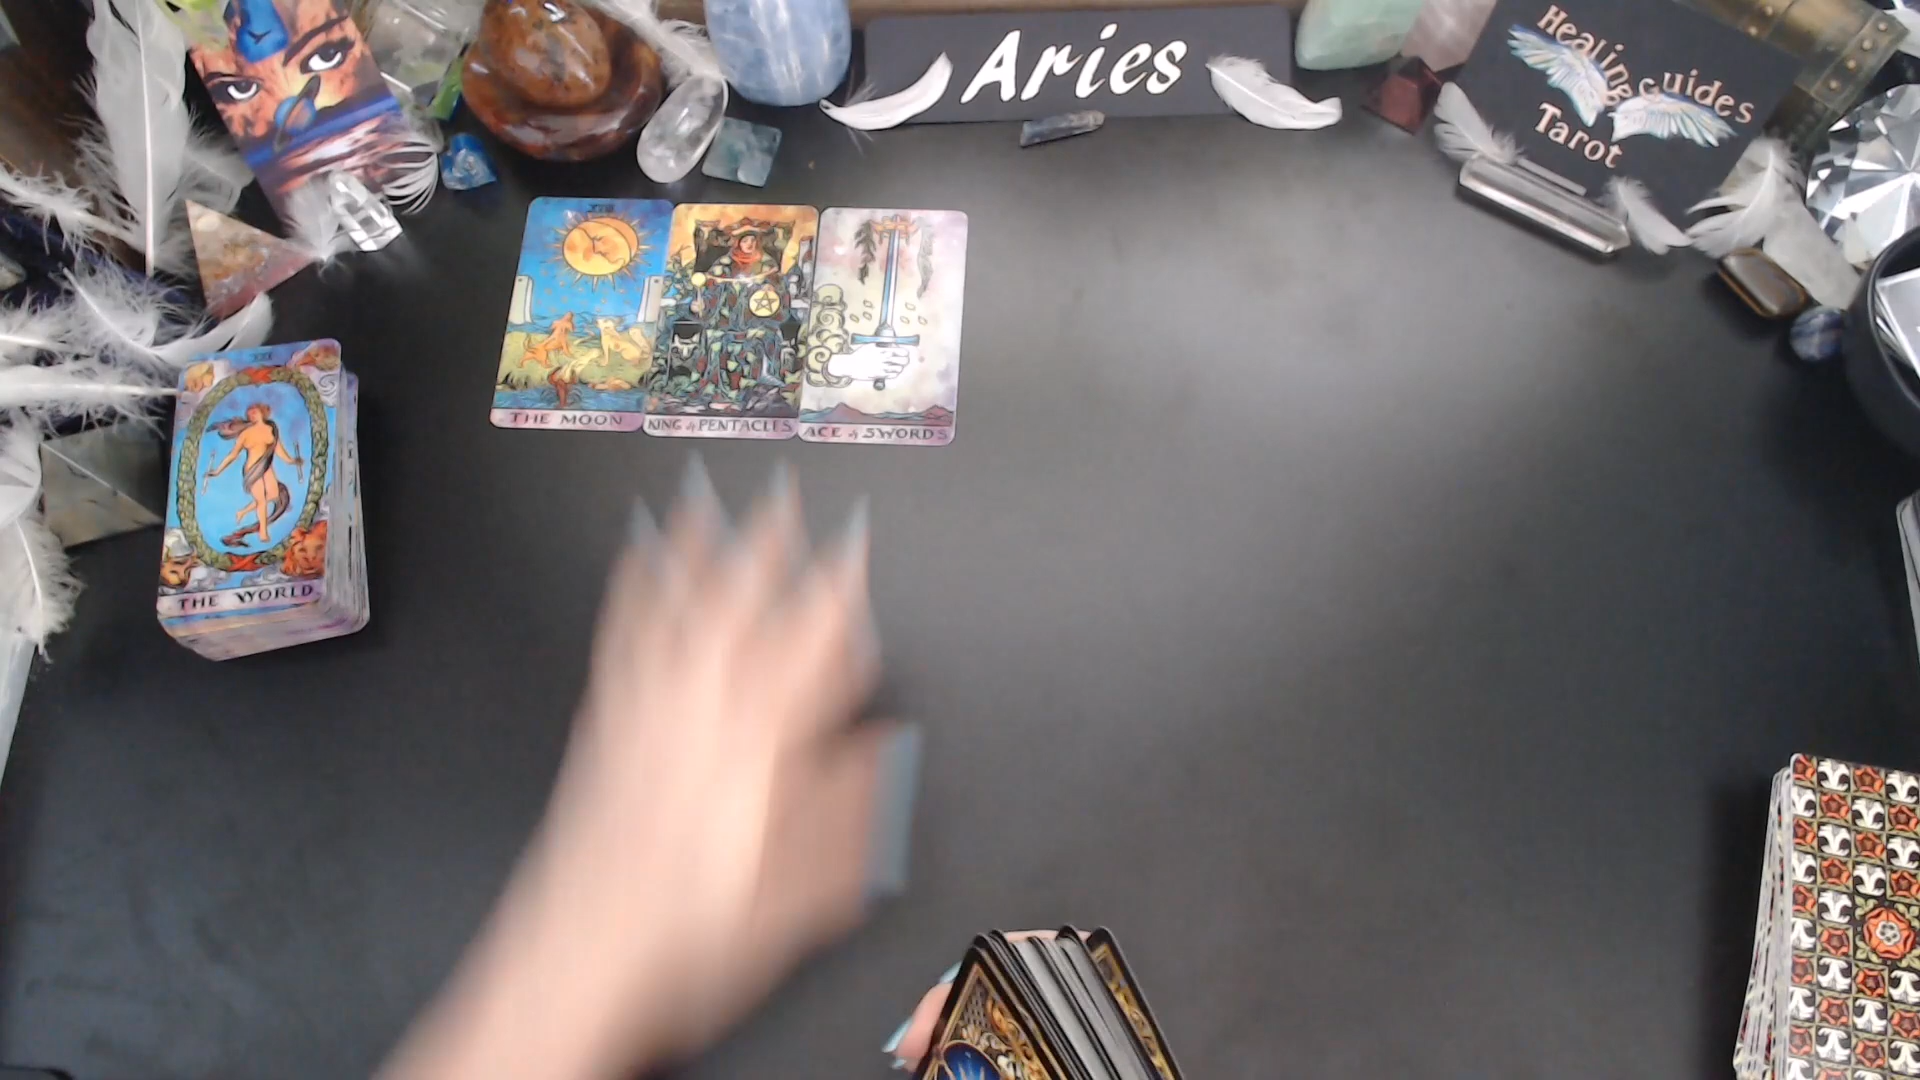 Aries
Healing Guides
Tarot
THE MOON
KING of PENTACLES
ACE of SWORDS
THE WORLD